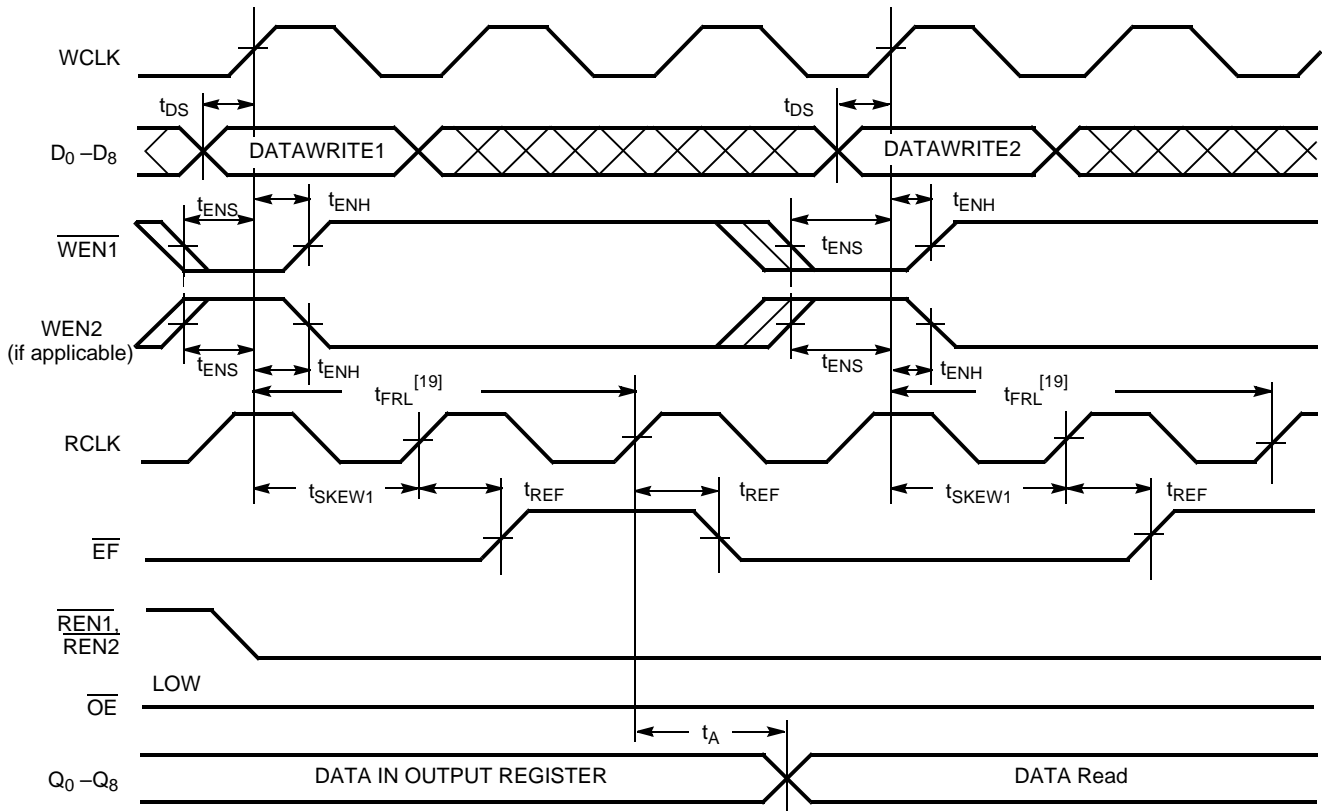 WCLK
tDS
tDS
D0 –D8
DATAWRITE1
DATAWRITE2
tENS
tENH
tENH
WEN1
tENS
WEN2
(if applicable)
tENS
tENH
tENS
tENH
tFRL[19]
tFRL[19]
RCLK
tSKEW1
tREF
tREF
tSKEW1
tREF
EF
REN1,
REN2
LOW
OE
tA
Q0 –Q8
DATA IN OUTPUT REGISTER
DATA Read